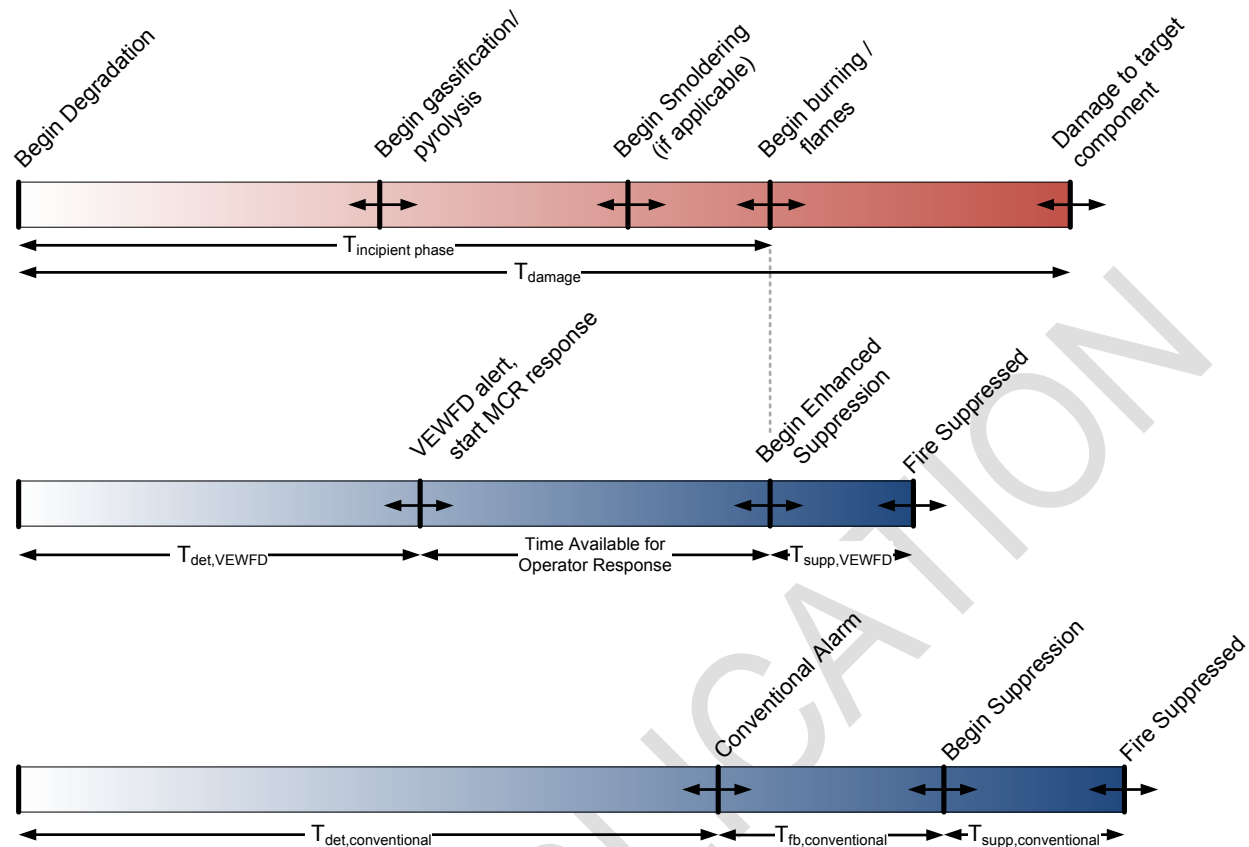 Begin Degradation
Begin gassification/
pyrolysis
Begin Smoldering
(if applicable)
Begin burning /
flames
Damage to target
component
Tincipient phase
Tdamage
VEWFD alert,
start MCR response
Begin Enhanced
Suppression
Fire Suppressed
Tdet,VEWFD
Time Available for
Operator Response
Tsupp,VEWFD
Conventional Alarm
Begin Suppression
Fire Suppressed
Tdet,conventional
Tfb,conventional
Tsupp,conventional
LICATION